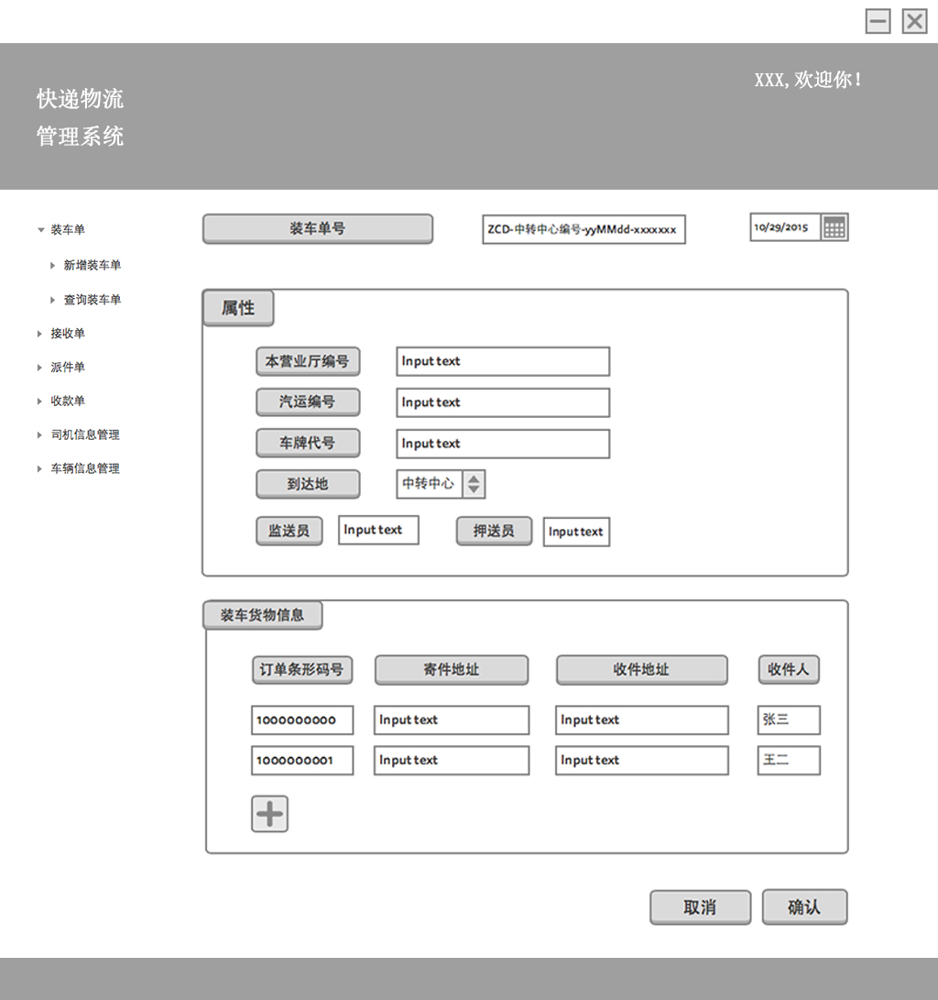 XXX,欢迎你!
快递物流
管理系统
装车单
新增装车单
查询装车单
接收单
派件单
收款单
司机信息管理
车辆信息管理
装车单号 ZCD-中转中心编号-yyMMdd-xxxxxxx 10/29/2015
属性
本营业厅编号 Input text
汽运编号 Input text
车牌代号 Input text
到达地 中转中心
监送员 Input text 押送员 Input text
装车货物信息
订单条形码号 寄件地址 收件地址 收件人
1000000000 Input text Input text 张三
1000000001 Input text Input text 王二
取消 确认